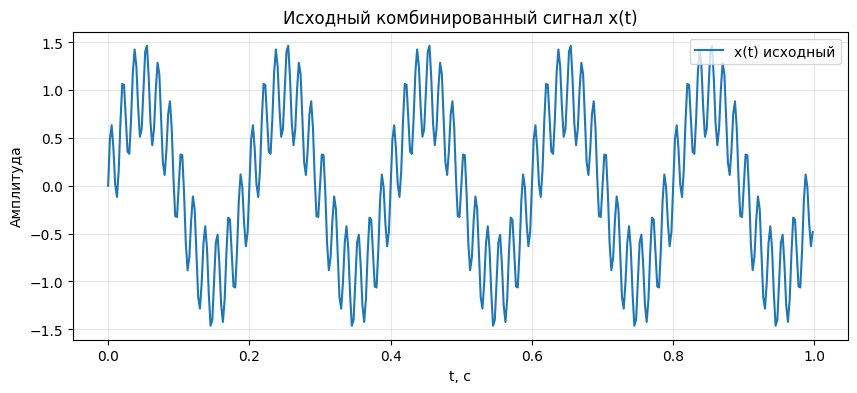 Исходный комбинированный сигнал x(t)
x(t) исходный
Амплитуда
1.5
1.0
0.5
0.0
−0.5
−1.0
−1.5
0.0 0.2 0.4 0.6 0.8 1.0
t, с